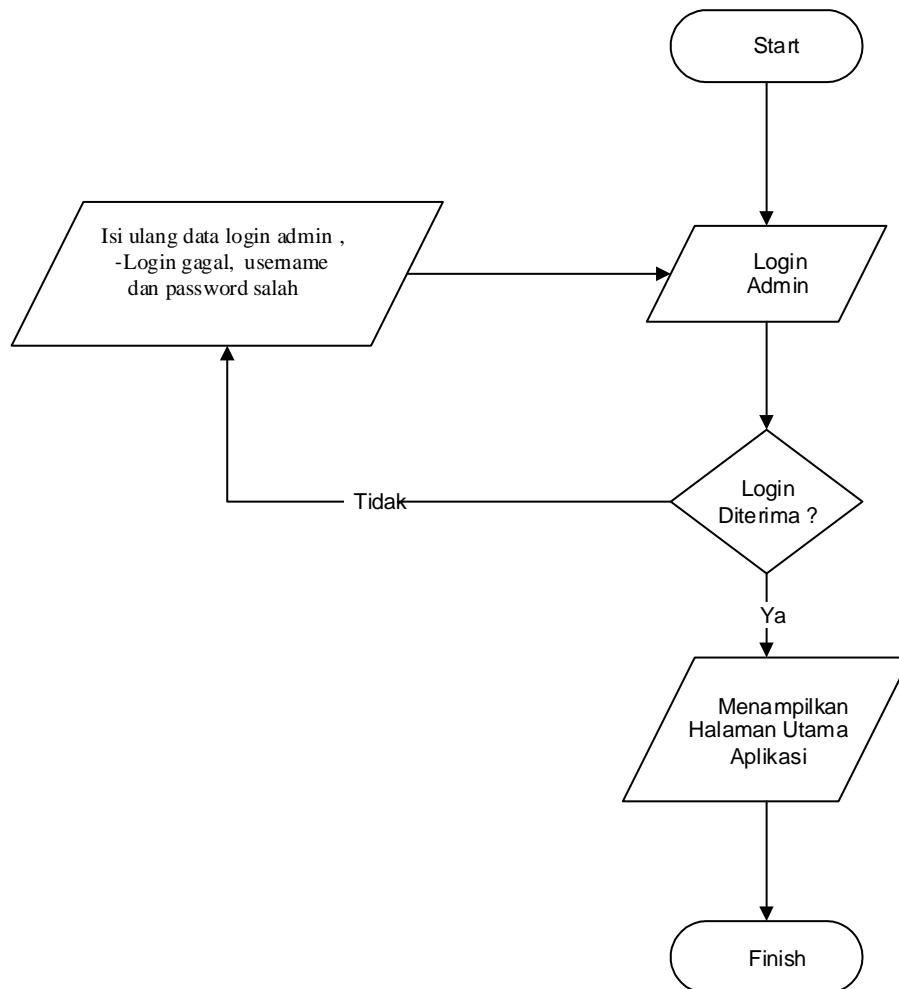 Start
Isi ulang data login admin ,
-Login gagal, username
dan password salah
Login
Admin
Login
Diterima ?
Tidak
Ya
Menampilkan
Halaman Utama
Aplikasi
Finish